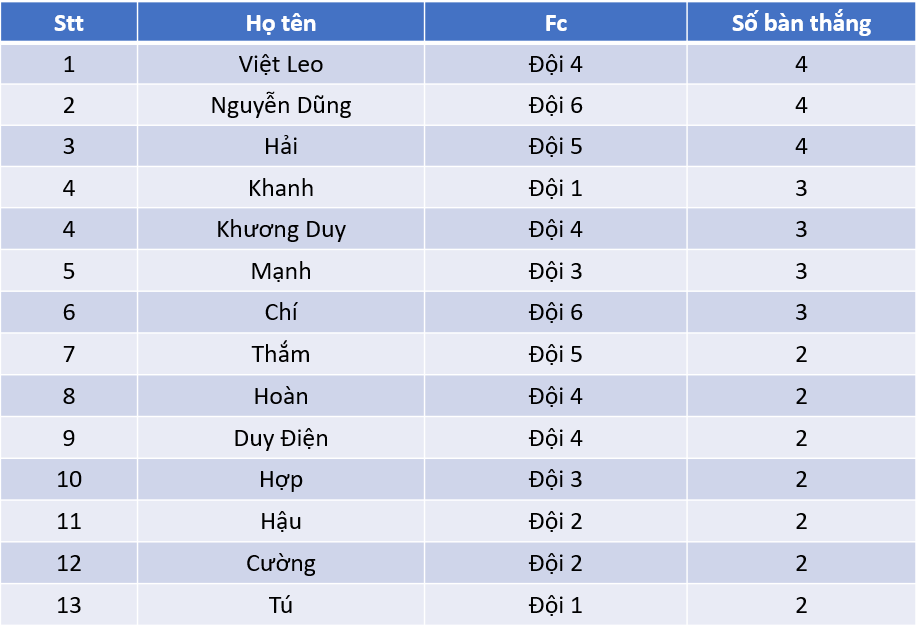 Stt Họ tên Fc Số bàn thắng
1 Việt Leo Đội 4 4
2 Nguyễn Dũng Đội 6 4
3 Hải Đội 5 4
4 Khanh Đội 1 3
4 Khương Duy Đội 4 3
5 Mạnh Đội 3 3
6 Chí Đội 6 3
7 Thắm Đội 5 2
8 Hoàn Đội 4 2
9 Duy Điện Đội 4 2
10 Hợp Đội 3 2
11 Hậu Đội 2 2
12 Cường Đội 2 2
13 Tú Đội 1 2